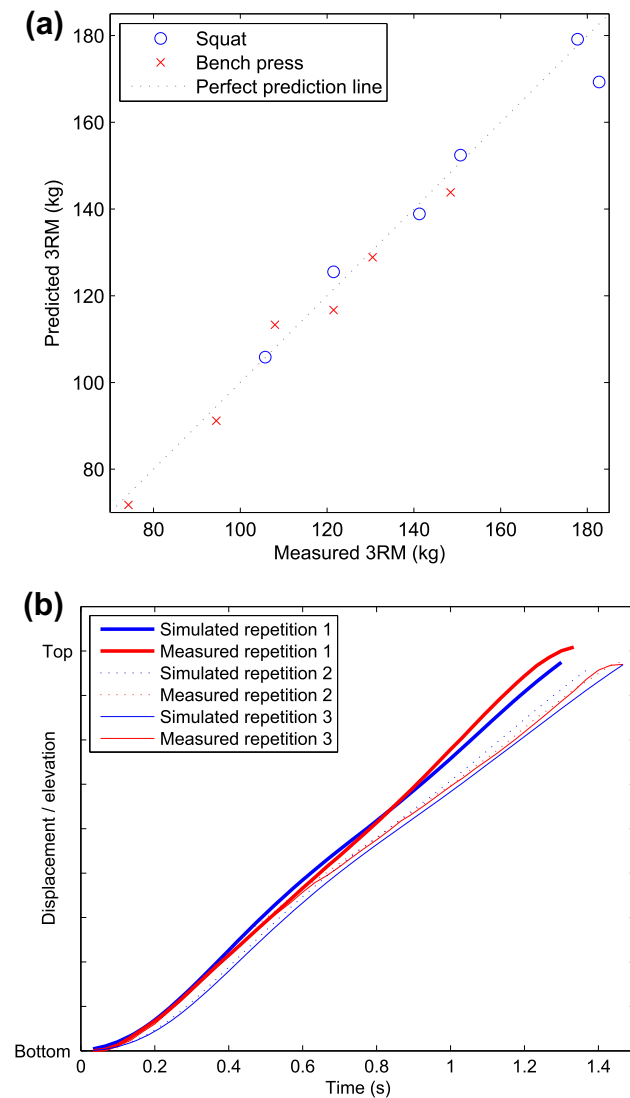 (a)
Squat
Bench press
Perfect prediction line
180
160
140
120
100
80
Predicted 3RM (kg)
80 100 120 140 160 180
Measured 3RM (kg)
(b)
Simulated repetition 1
Measured repetition 1
Simulated repetition 2
Measured repetition 2
Simulated repetition 3
Measured repetition 3
Top
Displacement / elevation
Bottom
0 0.2 0.4 0.6 0.8 1 1.2 1.4
Time (s)